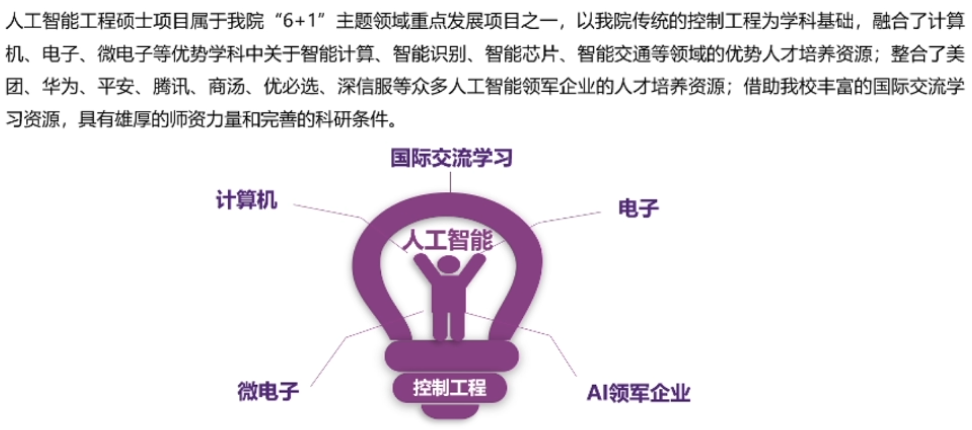 人工智能工程硕士项目属于我院“6+1”主题领域重点发展项目之一，以我院传统的控制工程为学科基础，融合了计算
机、电子、微电子等优势学科中关于智能计算、智能识别、智能芯片、智能交通等领域的优势人才培养资源；整合了美
团、华为、平安、腾讯、商汤、优必选、深信服等众多人工智能领军企业的人才培养资源；借助我校丰富的国际交流学
习资源，具有雄厚的师资力量和完善的科研条件。
国际交流学习
计算机
电子
人工智能
微电子
控制工程
AI领军企业